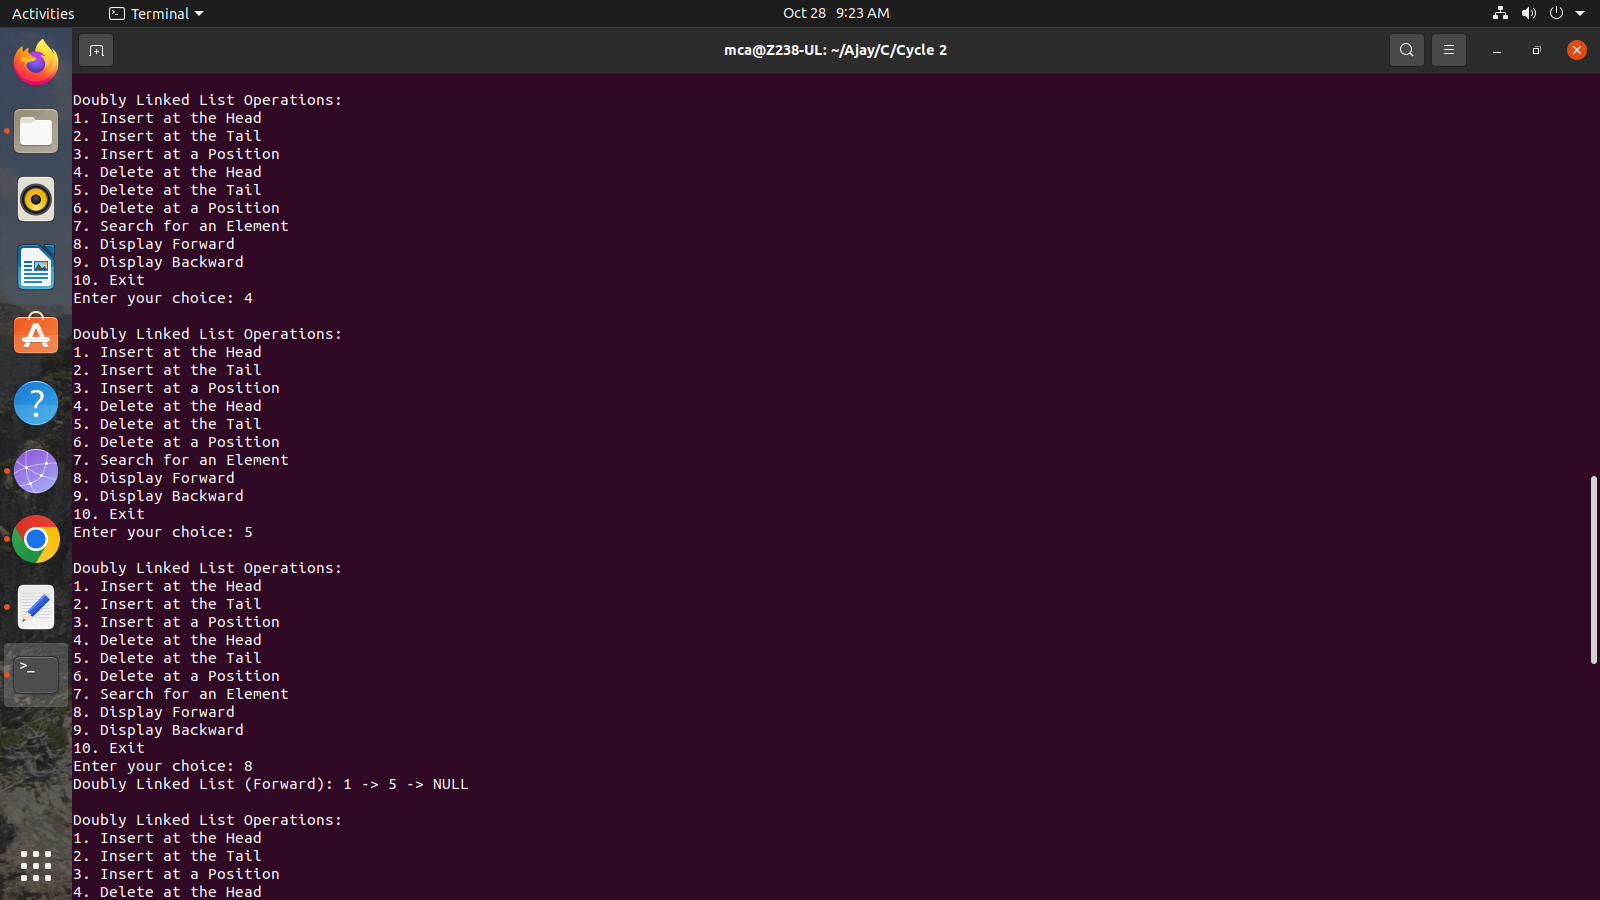 Activities
Terminal
Oct 28 9:23 AM
mca@Z238-UL: ~/Ajay/C/Cycle 2
Doubly Linked List Operations:
1. Insert at the Head
2. Insert at the Tail
3. Insert at a Position
4. Delete at the Head
5. Delete at the Tail
6. Delete at a Position
7. Search for an Element
8. Display Forward
9. Display Backward
10. Exit
Enter your choice: 4
Doubly Linked List Operations:
1. Insert at the Head
2. Insert at the Tail
3. Insert at a Position
4. Delete at the Head
5. Delete at the Tail
6. Delete at a Position
7. Search for an Element
8. Display Forward
9. Display Backward
10. Exit
Enter your choice: 5
Doubly Linked List Operations:
1. Insert at the Head
2. Insert at the Tail
3. Insert at a Position
4. Delete at the Head
5. Delete at the Tail
6. Delete at a Position
7. Search for an Element
8. Display Forward
9. Display Backward
10. Exit
Enter your choice: 8
Doubly Linked List (Forward): 1 -> 5 -> NULL
Doubly Linked List Operations:
1. Insert at the Head
2. Insert at the Tail
3. Insert at a Position
4. Delete at the Head